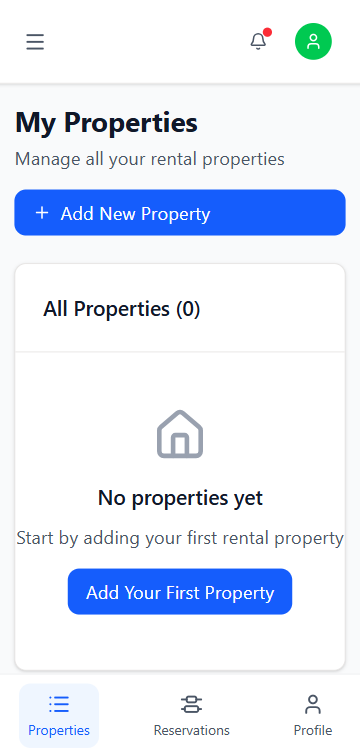 My Properties
Manage all your rental properties
Add New Property
All Properties (0)
No properties yet
Start by adding your first rental property
Add Your First Property
Properties Reservations Profile